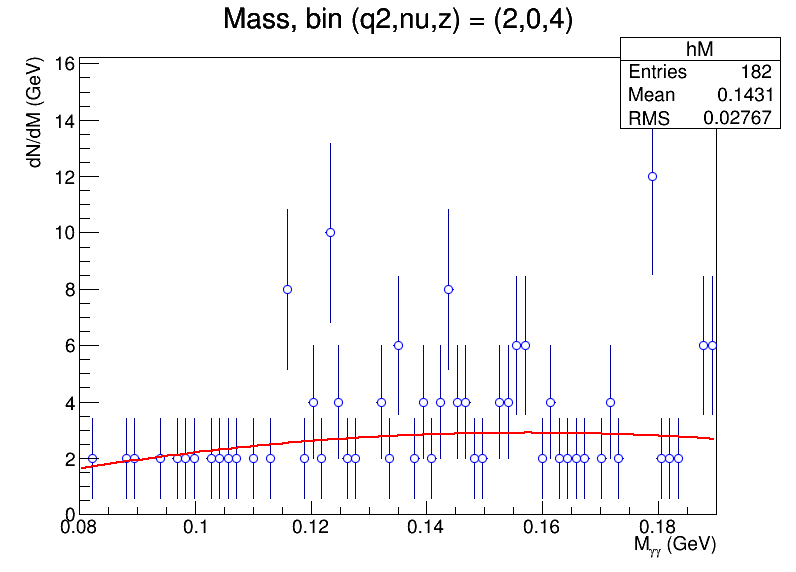 Mass, bin (q2,nu,z) = (2,0,4)
hM
Entries 182
Mean 0.1431
RMS 0.02767
dN/dM (GeV)
16
14
12
10
8
6
4
2
0
0.08 0.1 0.12 0.14 0.16 0.18
Mγγ (GeV)